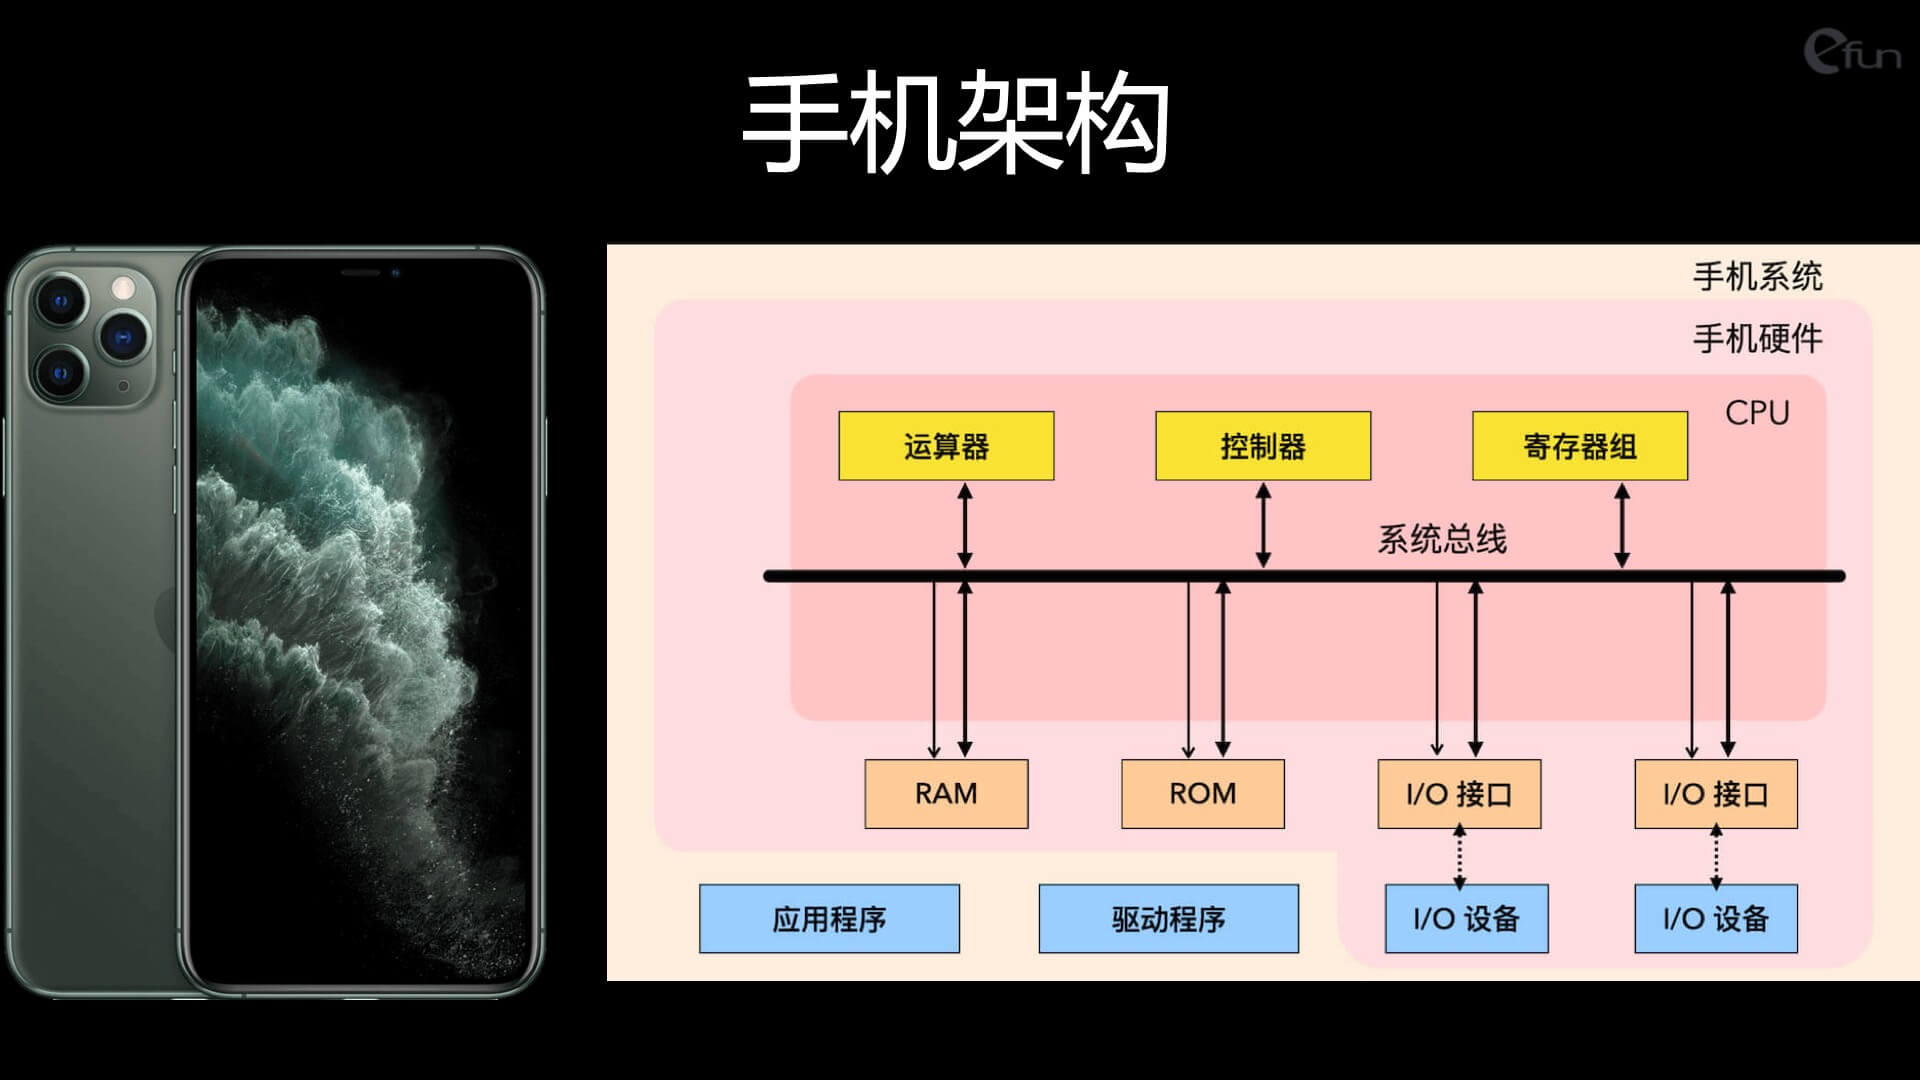 efun
手机架构
手机系统
手机硬件
CPU
运算器
控制器
寄存器组
系统总线
RAM
ROM
I/O 接口
I/O 接口
应用程序
驱动程序
I/O 设备
I/O 设备